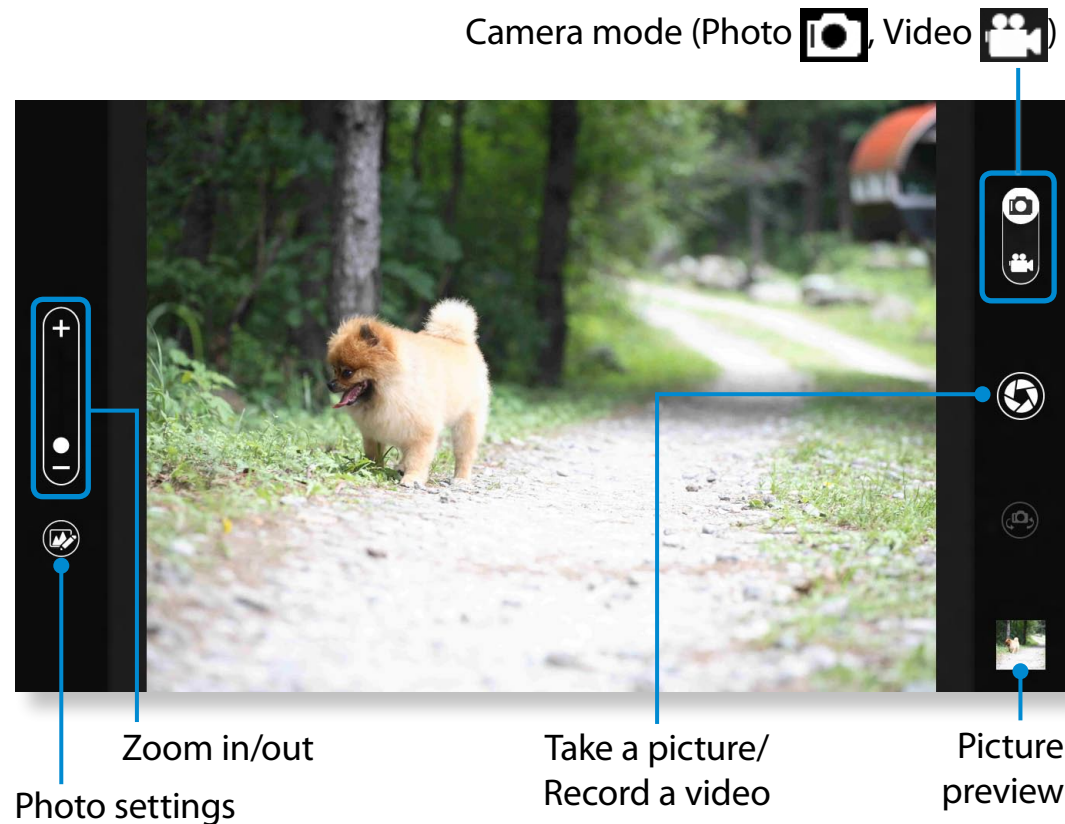 Camera mode (Photo , Video )
Zoom in/out
Photo settings
Take a picture/
Record a video
Picture
preview